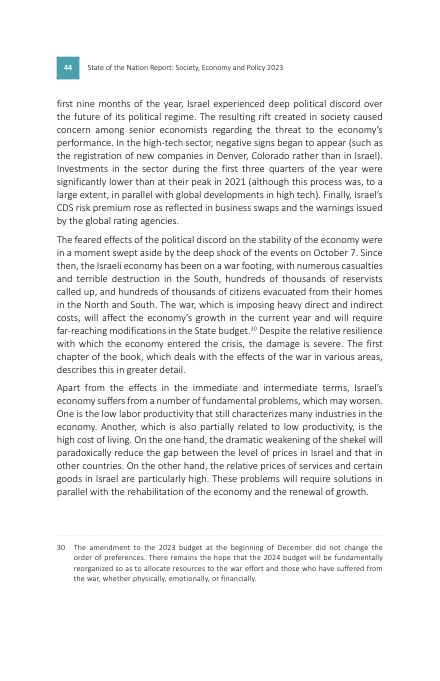 44 State of the Nation Report: Society, Economy and Policy 2023
first nine months of the year, Israel experienced deep political discord over
the future of its political regime. The resulting rift created in society caused
concern among senior economists regarding the threat to the economy's
performance. In the high-tech sector, negative signs began to appear (such as
the registration of new companies in Denver, Colorado rather than in Israel).
Investments in the sector during the first three quarters of the year were
significantly lower than at their peak in 2021 (although this process was, to a
large extent, in parallel with global developments in high tech). Finally, Israel's
CDS risk premium rose as reflected in business swaps and the warnings issued
by the global rating agencies.
The feared effects of the political discord on the stability of the economy were
in a moment swept aside by the deep shock of the events on October 7. Since
then, the Israeli economy has been on a war footing, with numerous casualties
and terrible destruction in the South, hundreds of thousands of reservists
called up, and hundreds of thousands of citizens evacuated from their homes
in the North and South. The war, which is imposing heavy direct and indirect
costs, will affect the economy's growth in the current year and will require
far-reaching modifications in the State budget.30 Despite the relative resilience
with which the economy entered the crisis, the damage is severe. The first
chapter of the book, which deals with the effects of the war in various areas,
describes this in greater detail.
Apart from the effects in the immediate and intermediate terms, Israel's
economy suffers from a number of fundamental problems, which may worsen.
One is the low labor productivity that still characterizes many industries in the
economy. Another, which is also partially related to low productivity, is the
high cost of living. On the one hand, the dramatic weakening of the shekel will
paradoxically reduce the gap between the level of prices in Israel and that in
other countries. On the other hand, the relative prices of services and certain
goods in Israel are particularly high. These problems will require solutions in
parallel with the rehabilitation of the economy and the renewal of growth.
30 The amendment to the 2023 budget at the beginning of December did not change the
order of preferences. There remains the hope that the 2024 budget will be fundamentally
reorganized so as to allocate resources to the war effort and those who have suffered from
the war, whether physically, emotionally, or financially.